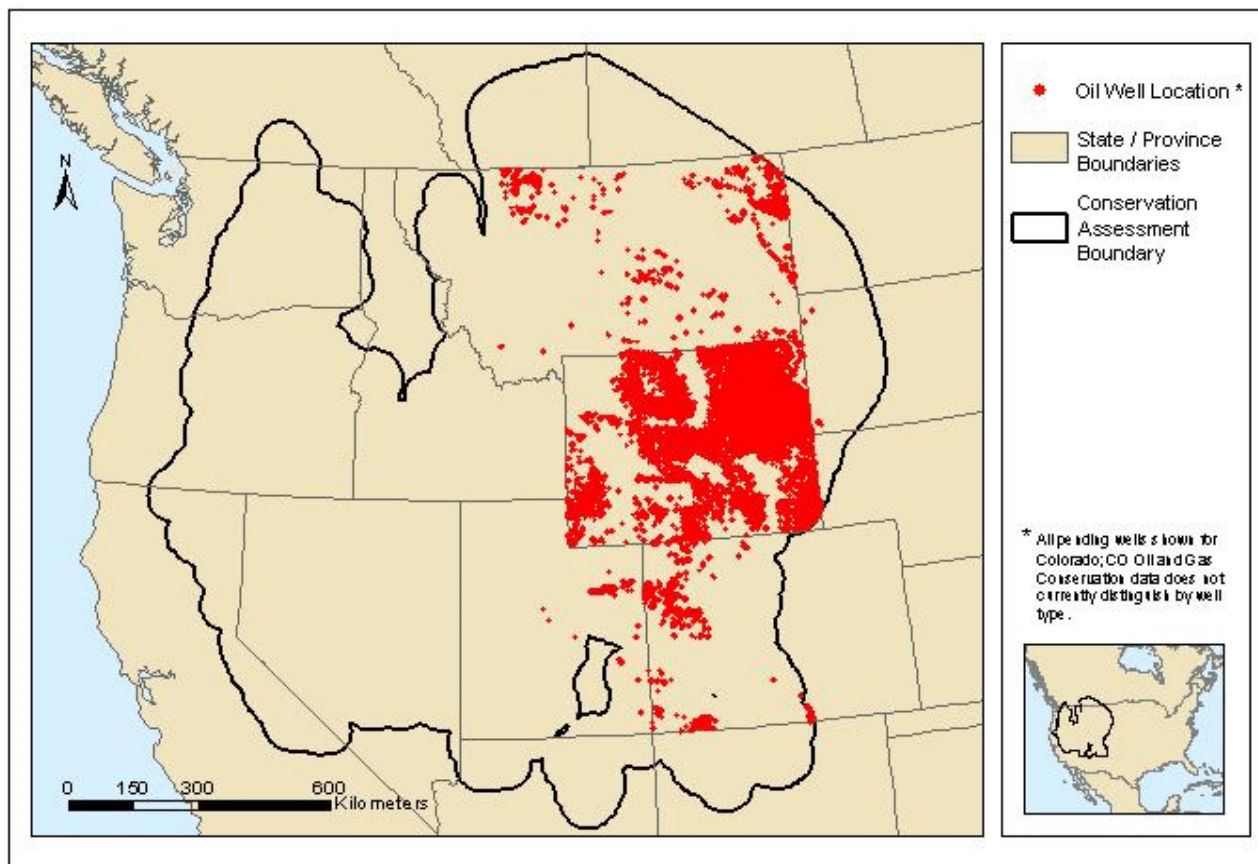 N
0 150 300 600
Kilometers
Oil Well Location *
State / Province
Boundaries
Conservation
Assessment
Boundary
* All pending wells shown for
Colorado; CO Oil and Gas
Conservation data does not
currently distinguish by well
type.